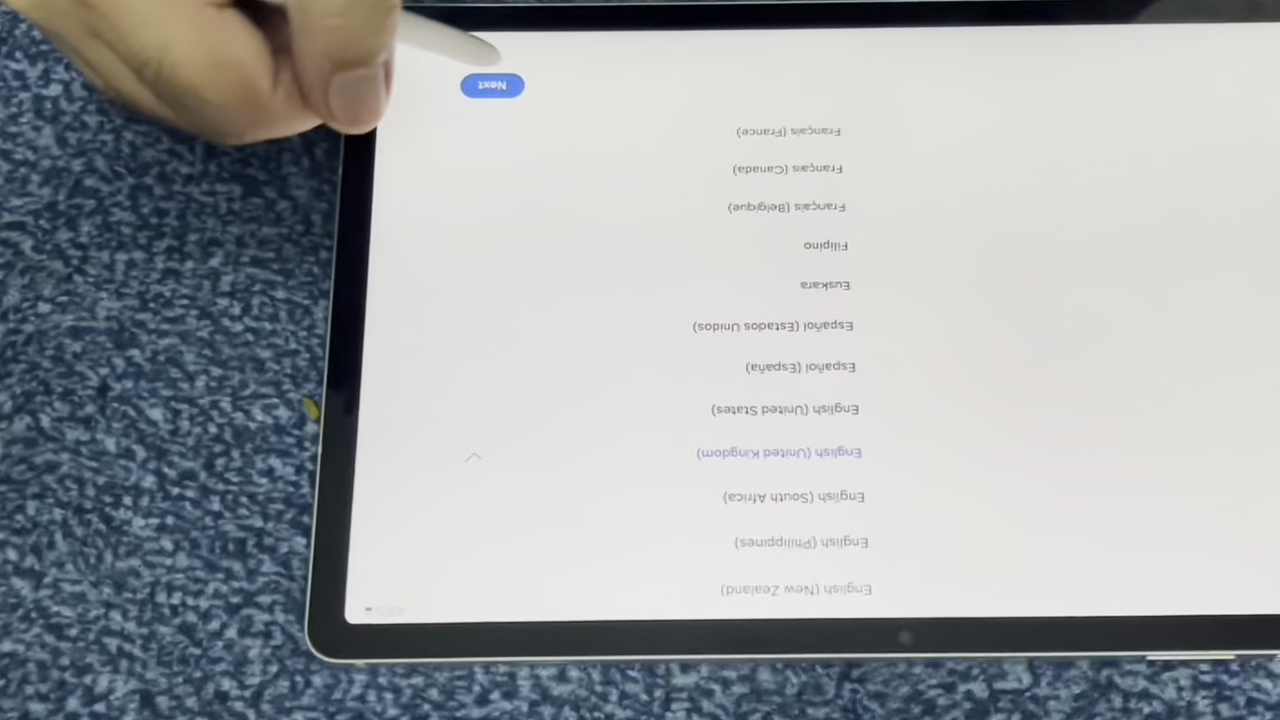 English (New Zealand)
English (Philippines)
English (South Africa)
English (United Kingdom)
English (United States)
Español (España)
Español (Estados Unidos)
Euskara
Filipino
Français (Belgique)
Français (Canada)
Français (France)
Next